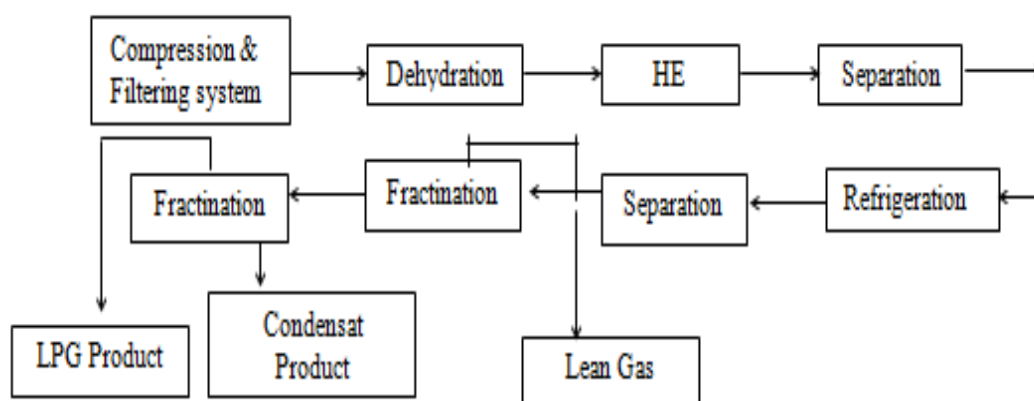 Compression &
Filtering system
Dehydration
HE
Separation
Fractination
Fractination
Separation
Refrigeration
LPG Product
Condensat
Product
Lean Gas